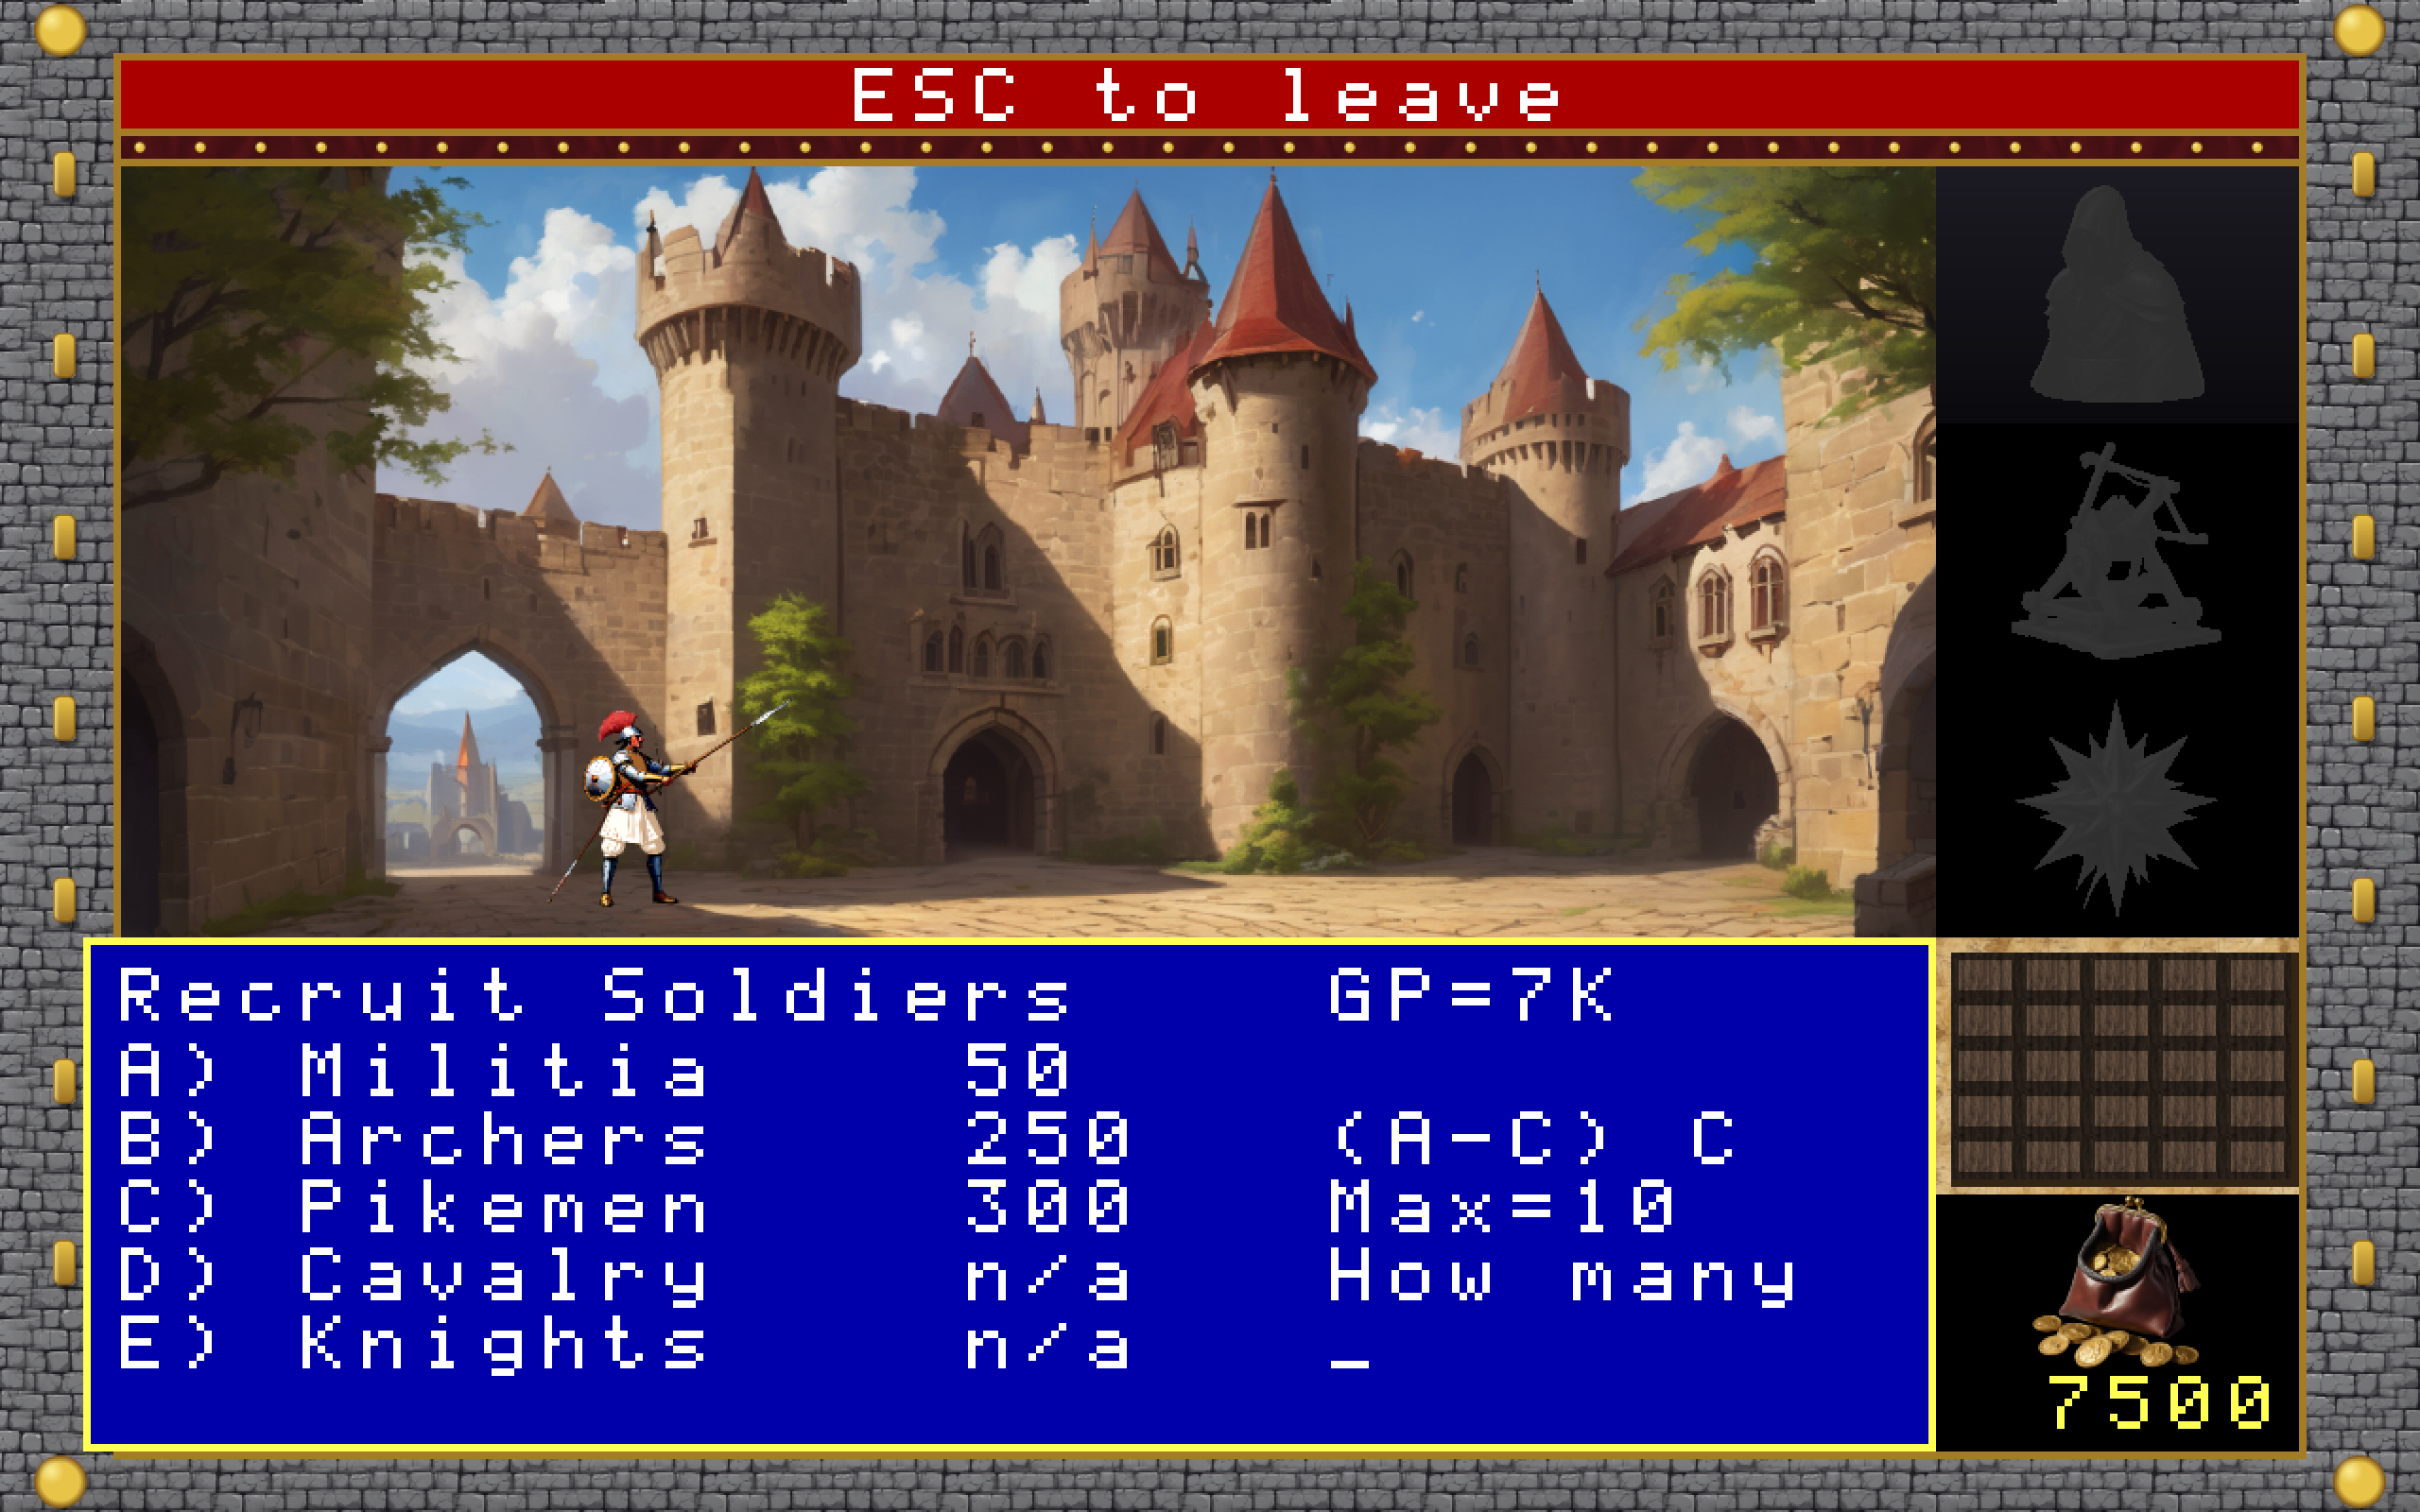 ESC to leave
Recruit Soldiers GP=7K
A) Militia 50
B) Archers 250 (A-C) C
C) Pikemen 300 Max=10
D) Cavalry n/a How many
E) Knights n/a _
7500